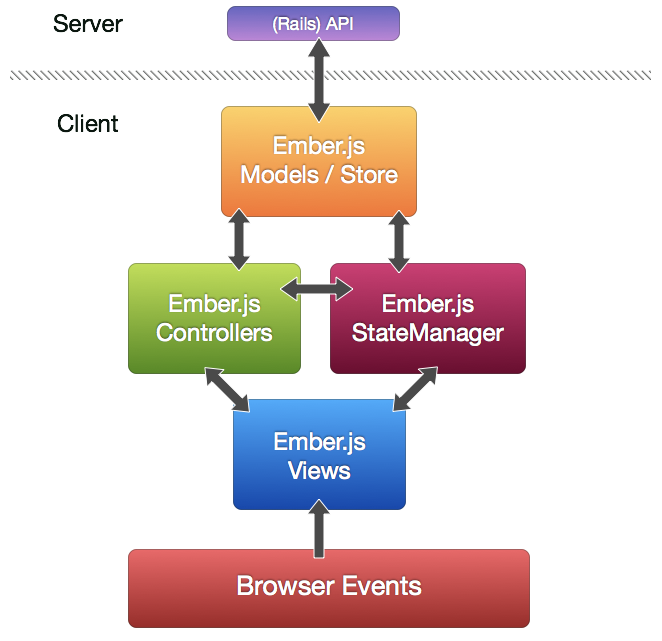 Server
(Rails) API
Client
Ember.js
Models / Store
Ember.js
Controllers
Ember.js
StateManager
Ember.js
Views
Browser Events